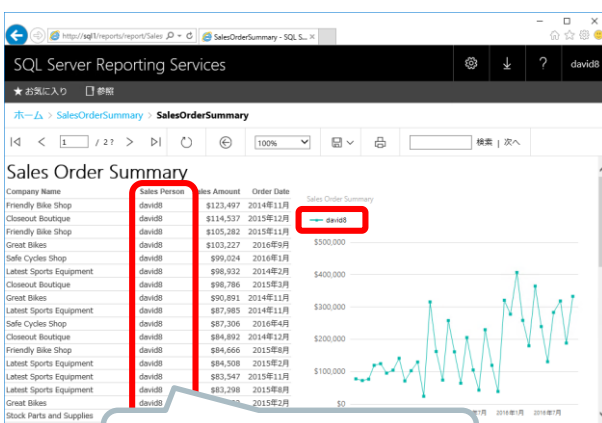 http://sql1/reports/report/Sales
SalesOrderSummary - SQL S...
SQL Server Reporting Services
? david8
★ お気に入り 参照
ホーム > SalesOrderSummary > SalesOrderSummary
1 / 2 ?
100%
検索 | 次へ
Sales Order Summary
Company Name Sales Person Sales Amount Order Date
Friendly Bike Shop david8 $123,497 2014年11月
Closeout Boutique david8 $114,537 2015年12月
Friendly Bike Shop david8 $105,282 2015年11月
Great Bikes david8 $103,227 2016年9月
Safe Cycles Shop david8 $99,024 2016年1月
Latest Sports Equipment david8 $98,932 2014年2月
Closeout Boutique david8 $98,786 2015年3月
Great Bikes david8 $90,891 2014年11月
Latest Sports Equipment david8 $87,985 2014年11月
Safe Cycles Shop david8 $87,306 2016年4月
Closeout Boutique david8 $84,892 2014年12月
Friendly Bike Shop david8 $84,666 2015年8月
Latest Sports Equipment david8 $84,508 2015年2月
Latest Sports Equipment david8 $83,547 2015年11月
Latest Sports Equipment david8 $83,298 2015年8月
Great Bikes david8 2015年2月
Stock Parts and Supplies
Sales Order Summary
david8
$500,000
$400,000
$300,000
$200,000
$100,000
$0
2016年1月 2016年7月